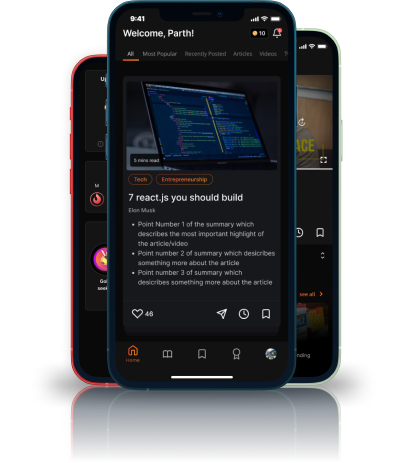 9:41
Welcome, Parth!
10
All Most Popular Recently Posted Articles Videos
5 mins read
Tech Entrepreneurship
7 react.js you should build
Elon Musk
• Point Number 1 of the summary which
describes the most important highlight of
the article/video
• Point number 2 of summary which desicribes
something more about the article
• Point number 3 of summary which
describes something more about the article
46
Home
Up
M
Gol
seek
ACE
see all
nding